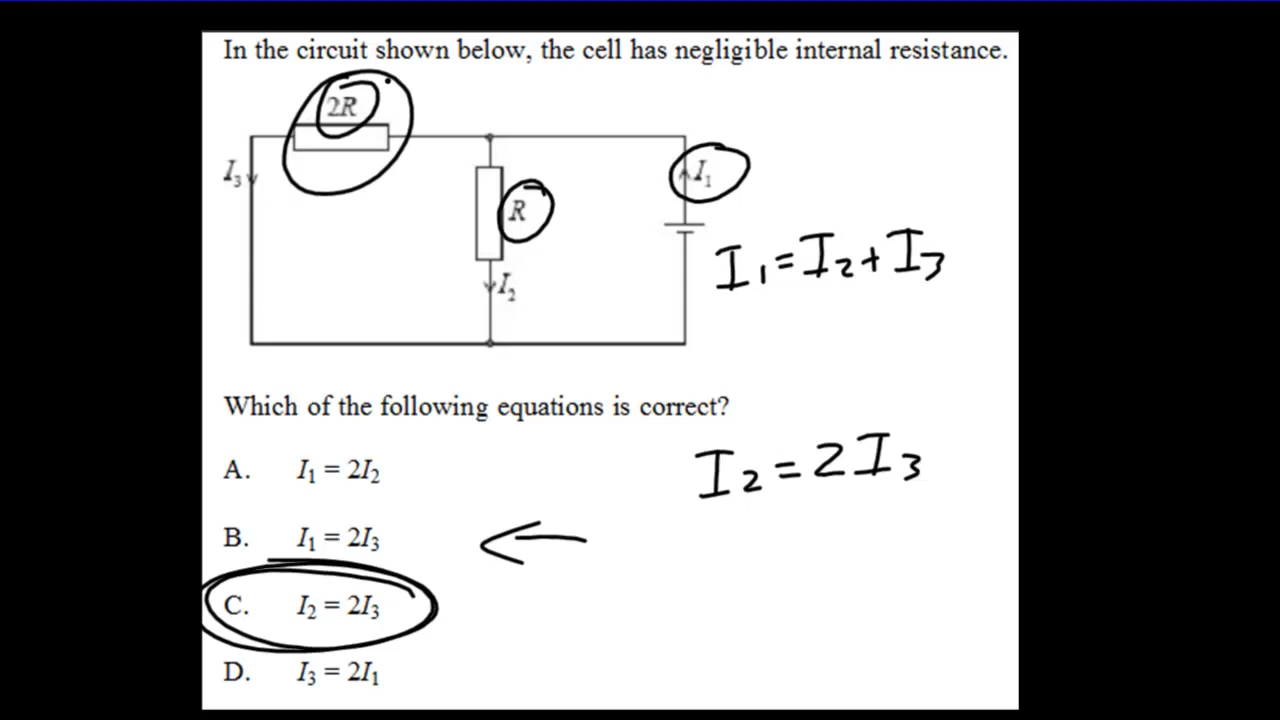 In the circuit shown below, the cell has negligible internal resistance.
2R
I₃
I₁
R
I₂
I₁=I₂+I₃
Which of the following equations is correct?
I₂=2I₃
A. I₁ = 2I₂
B. I₁ = 2I₃
C. I₂ = 2I₃
D. I₃ = 2I₁